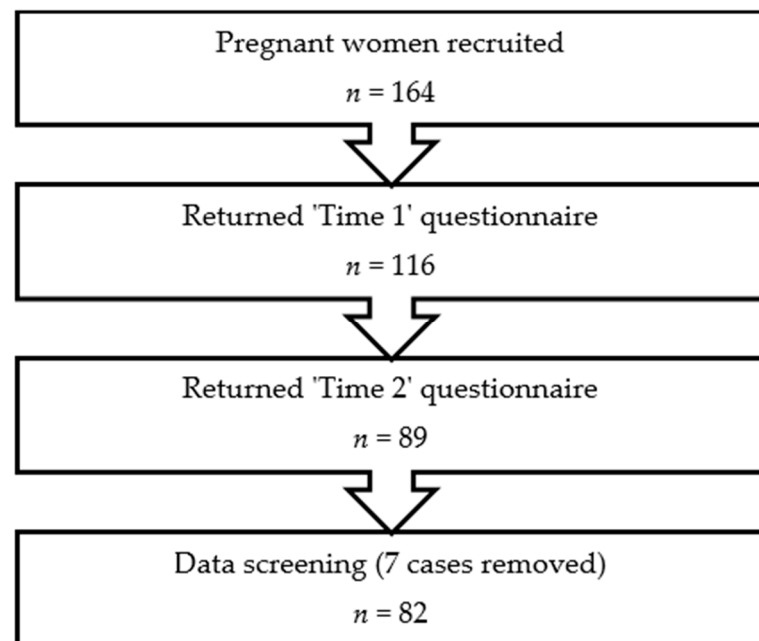 Pregnant women recruited
n = 164
Returned 'Time 1' questionnaire
n = 116
Returned 'Time 2' questionnaire
n = 89
Data screening (7 cases removed)
n = 82